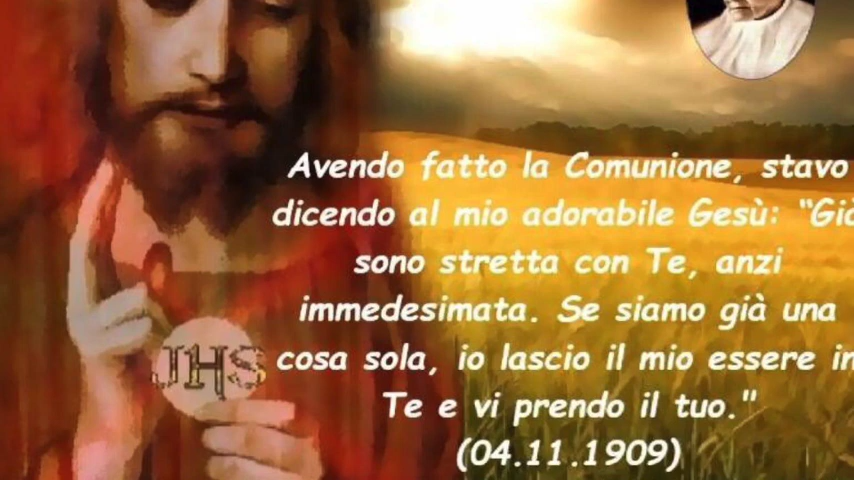 Avendo fatto la Comunione, stavo
dicendo al mio adorabile Gesù: "Già
sono stretta con Te, anzi
immedesimata. Se siamo già una
cosa sola, io lascio il mio essere in
Te e vi prendo il tuo."
(04.11.1909)
JHS